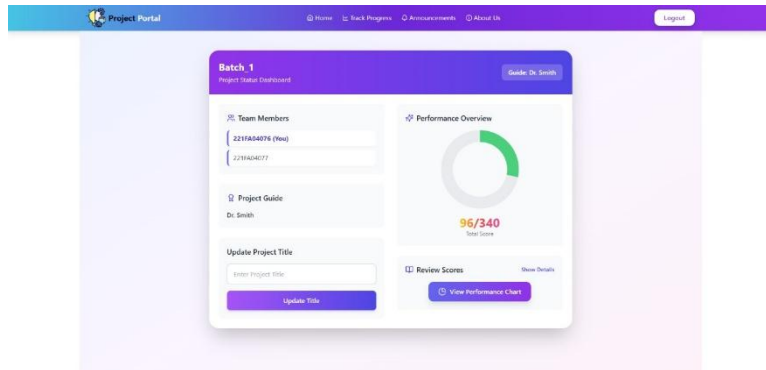 Project Portal
Home Track Progress Announcements About Us
Logout
Batch_1
Project Status Dashboard
Guide: Dr. Smith
Team Members
221FA04076 (You)
221FA04077
Project Guide
Dr. Smith
Update Project Title
Enter Project Title
Update Title
Performance Overview
96/340
Total Score
Review Scores
Show Details
View Performance Chart